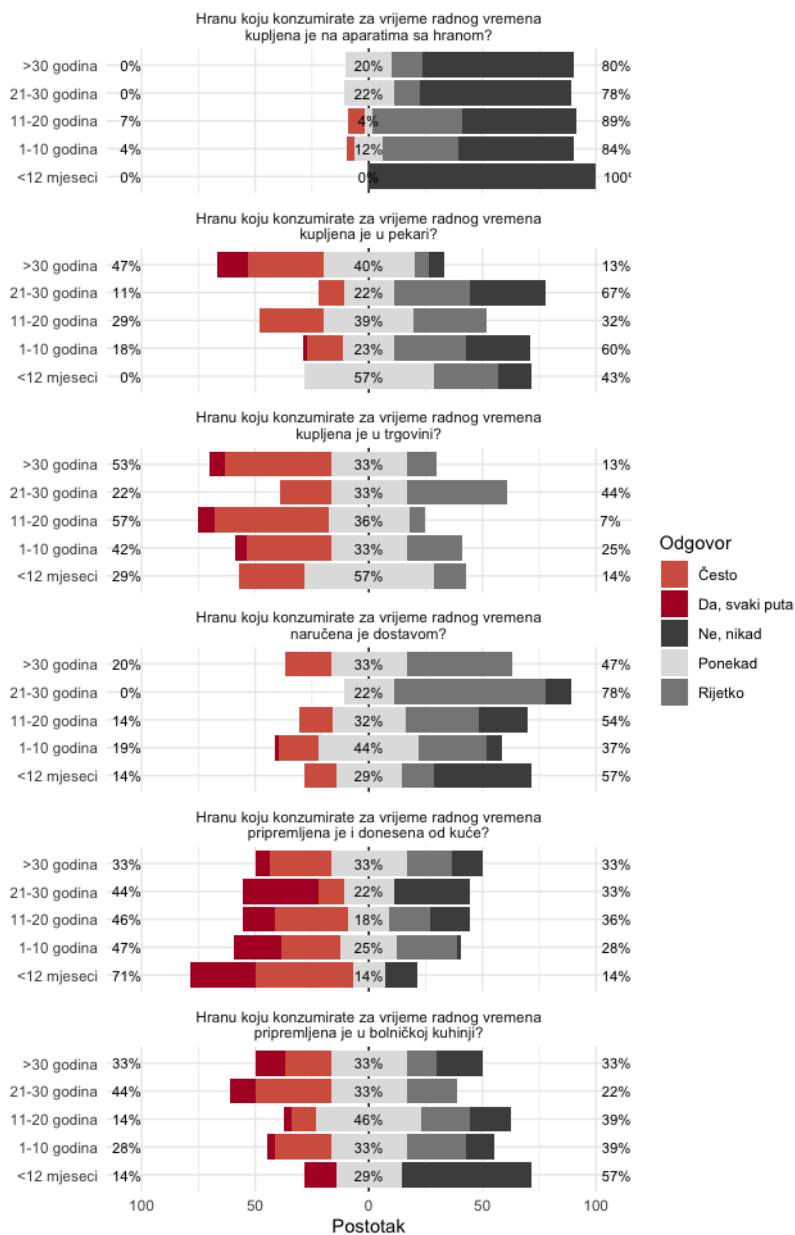 Hranu koju konzumirate za vrijeme radnog vremena
kupljena je na aparatima sa hranom?
>30 godina 0% 20% 80%
21-30 godina 0% 22% 78%
11-20 godina 7% 4% 89%
1-10 godina 4% 12% 84%
<12 mjeseci 0% 0% 100%
Hranu koju konzumirate za vrijeme radnog vremena
kupljena je u pekari?
>30 godina 47% 40% 13%
21-30 godina 11% 22% 67%
11-20 godina 29% 39% 32%
1-10 godina 18% 23% 60%
<12 mjeseci 0% 57% 43%
Hranu koju konzumirate za vrijeme radnog vremena
kupljena je u trgovini?
>30 godina 53% 33% 13%
21-30 godina 22% 33% 44%
11-20 godina 57% 36% 7%
1-10 godina 42% 33% 25%
<12 mjeseci 29% 57% 14%
Hranu koju konzumirate za vrijeme radnog vremena
naručena je dostavom?
>30 godina 20% 33% 47%
21-30 godina 0% 22% 78%
11-20 godina 14% 32% 54%
1-10 godina 19% 44% 37%
<12 mjeseci 14% 29% 57%
Hranu koju konzumirate za vrijeme radnog vremena
pripremljena je i donesena od kuće?
>30 godina 33% 33% 33%
21-30 godina 44% 22% 33%
11-20 godina 46% 18% 36%
1-10 godina 47% 25% 28%
<12 mjeseci 71% 14% 14%
Hranu koju konzumirate za vrijeme radnog vremena
pripremljena je u bolničkoj kuhinji?
>30 godina 33% 33% 33%
21-30 godina 44% 33% 22%
11-20 godina 14% 46% 39%
1-10 godina 28% 33% 39%
<12 mjeseci 14% 29% 57%
100 50 0 50 100
Postotak
Odgovor
Često
Da, svaki puta
Ne, nikad
Ponekad
Rijetko